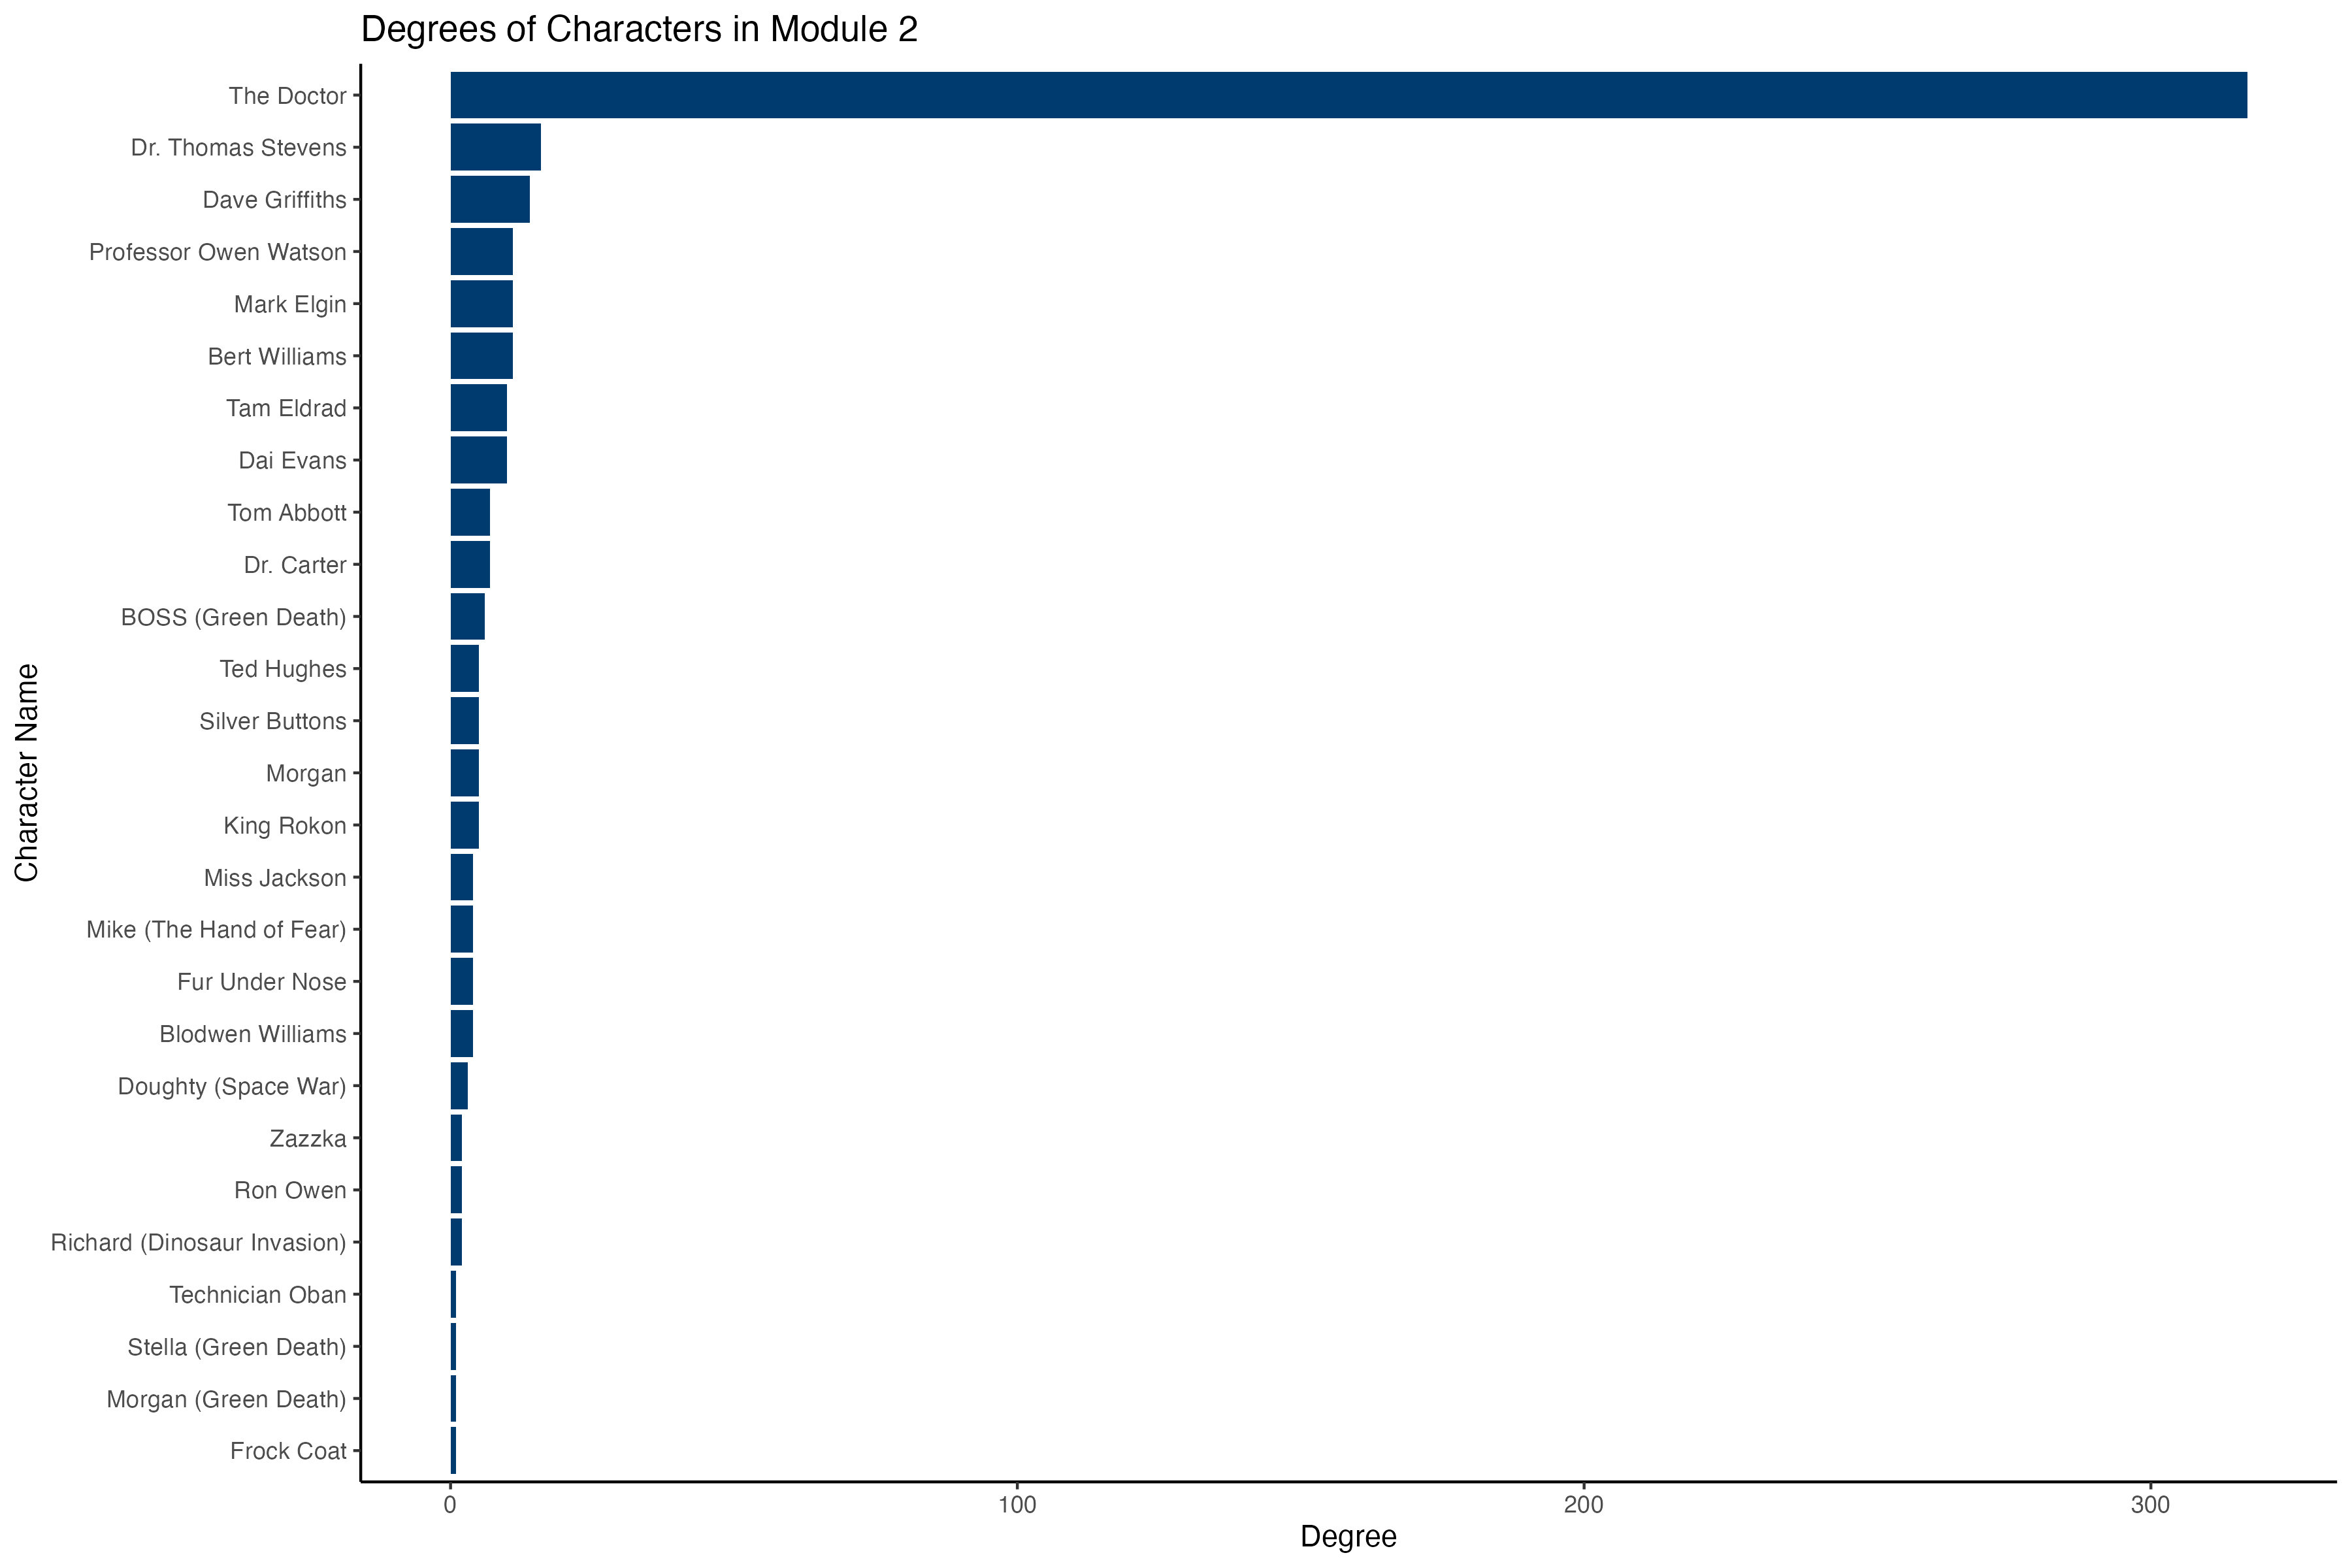 Degrees of Characters in Module 2
Character Name
The Doctor
Dr. Thomas Stevens
Dave Griffiths
Professor Owen Watson
Mark Elgin
Bert Williams
Tam Eldrad
Dai Evans
Tom Abbott
Dr. Carter
BOSS (Green Death)
Ted Hughes
Silver Buttons
Morgan
King Rokon
Miss Jackson
Mike (The Hand of Fear)
Fur Under Nose
Blodwen Williams
Doughty (Space War)
Zazzka
Ron Owen
Richard (Dinosaur Invasion)
Technician Oban
Stella (Green Death)
Morgan (Green Death)
Frock Coat
0 100 200 300
Degree